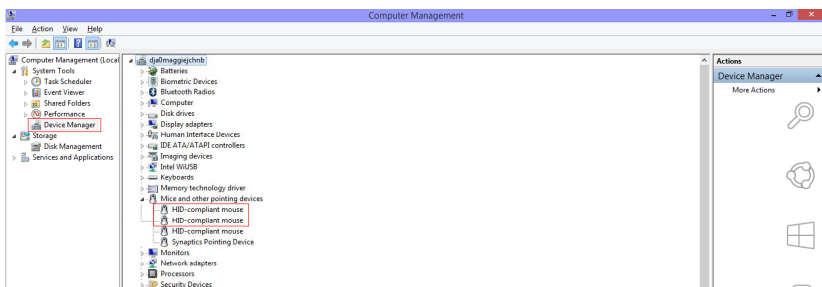 Computer Management
File Action View Help
Computer Management (Local
System Tools
Task Scheduler
Event Viewer
Shared Folders
Performance
Device Manager
Storage
Disk Management
Services and Applications
dja0maggiejchnb
Batteries
Biometric Devices
Bluetooth Radios
Computer
Disk drives
Display adapters
Human Interface Devices
IDE ATA/ATAPI controllers
Imaging devices
Intel WiUSB
Keyboards
Memory technology driver
Mice and other pointing devices
HID-compliant mouse
HID-compliant mouse
HID-compliant mouse
Synaptics Pointing Device
Monitors
Network adapters
Processors
Security Devices
Actions
Device Manager
More Actions